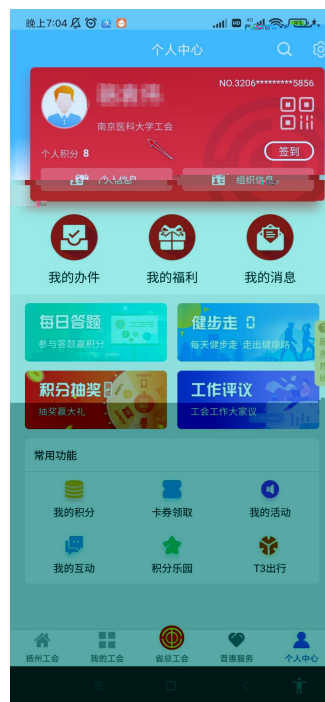 晚上7:04
个人中心
NO.3206*********5856
南京医科大学工会
个人积分 8
签到
个人信息 组织信息
我的办件 我的福利 我的消息
每日答题 健步走
参与答题赢积分 每天健步走 走出健康路
积分抽奖 工作评议
抽奖赢大礼 工会工作大家议
常用功能
我的积分 卡券领取 我的活动
我的互动 积分乐园 T3出行
扬州工会 我的工会 省总工会 普惠服务 个人中心